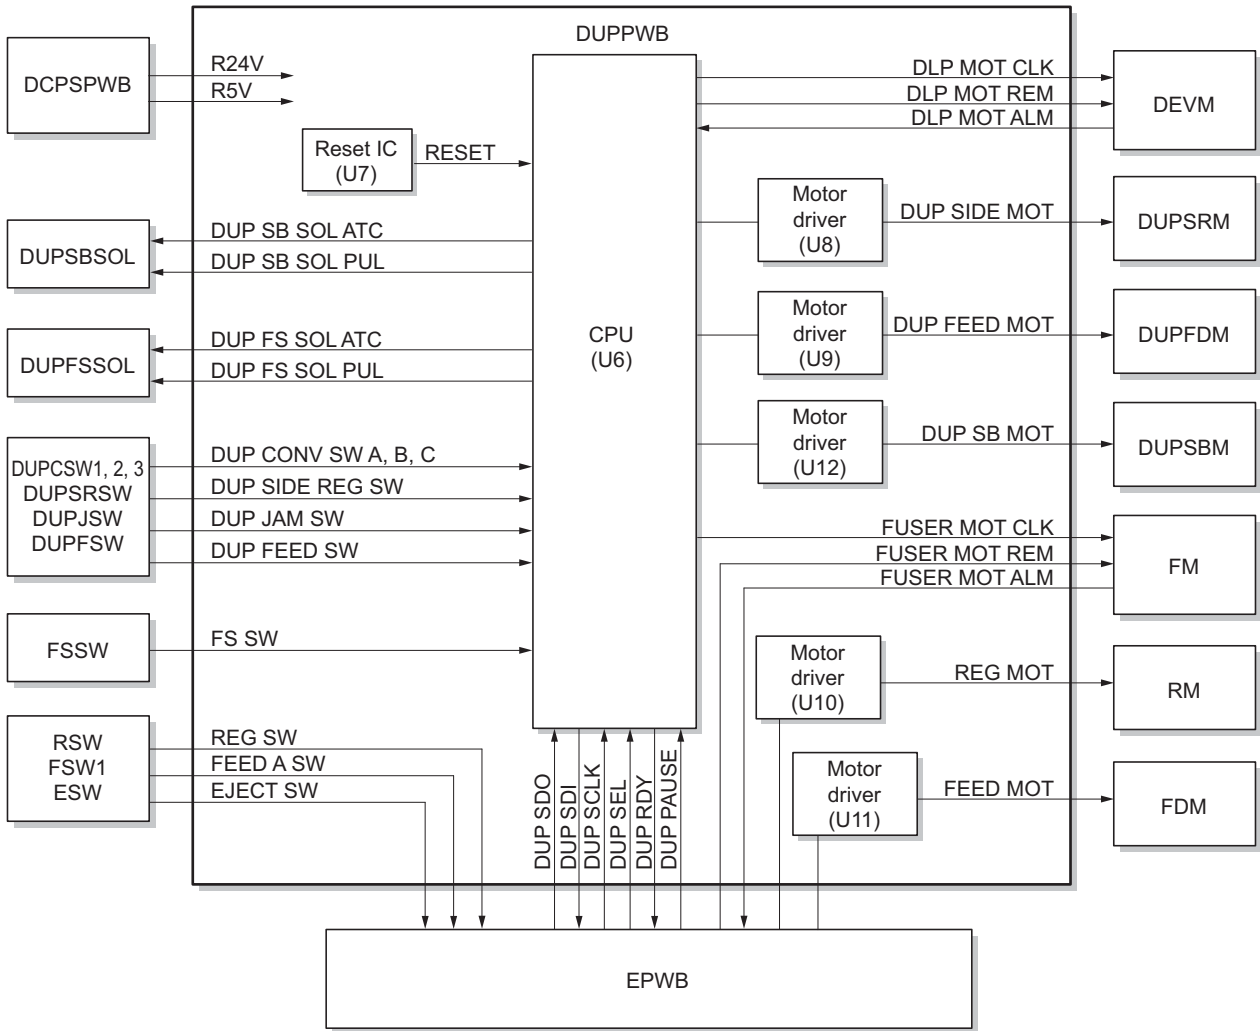 DUPPWB
DCPSPWB
R24V
R5V
Reset IC
(U7)
RESET
DUPSBSOL
DUP SB SOL ATC
DUP SB SOL PUL
DUPFSSOL
DUP FS SOL ATC
DUP FS SOL PUL
DUPCSW1, 2, 3
DUPSRSW
DUPJSW
DUPFSW
DUP CONV SW A, B, C
DUP SIDE REG SW
DUP JAM SW
DUP FEED SW
FSSW
FS SW
RSW
FSW1
ESW
REG SW
FEED A SW
EJECT SW
CPU
(U6)
DLP MOT CLK
DLP MOT REM
DLP MOT ALM
DEVM
Motor
driver
(U8)
DUP SIDE MOT
DUPSRM
Motor
driver
(U9)
DUP FEED MOT
DUPFDM
Motor
driver
(U12)
DUP SB MOT
DUPSBM
FUSER MOT CLK
FUSER MOT REM
FUSER MOT ALM
FM
Motor
driver
(U10)
REG MOT
RM
Motor
driver
(U11)
FEED MOT
FDM
DUP SDO
DUP SDI
DUP SCLK
DUP SEL
DUP RDY
DUP PAUSE
EPWB